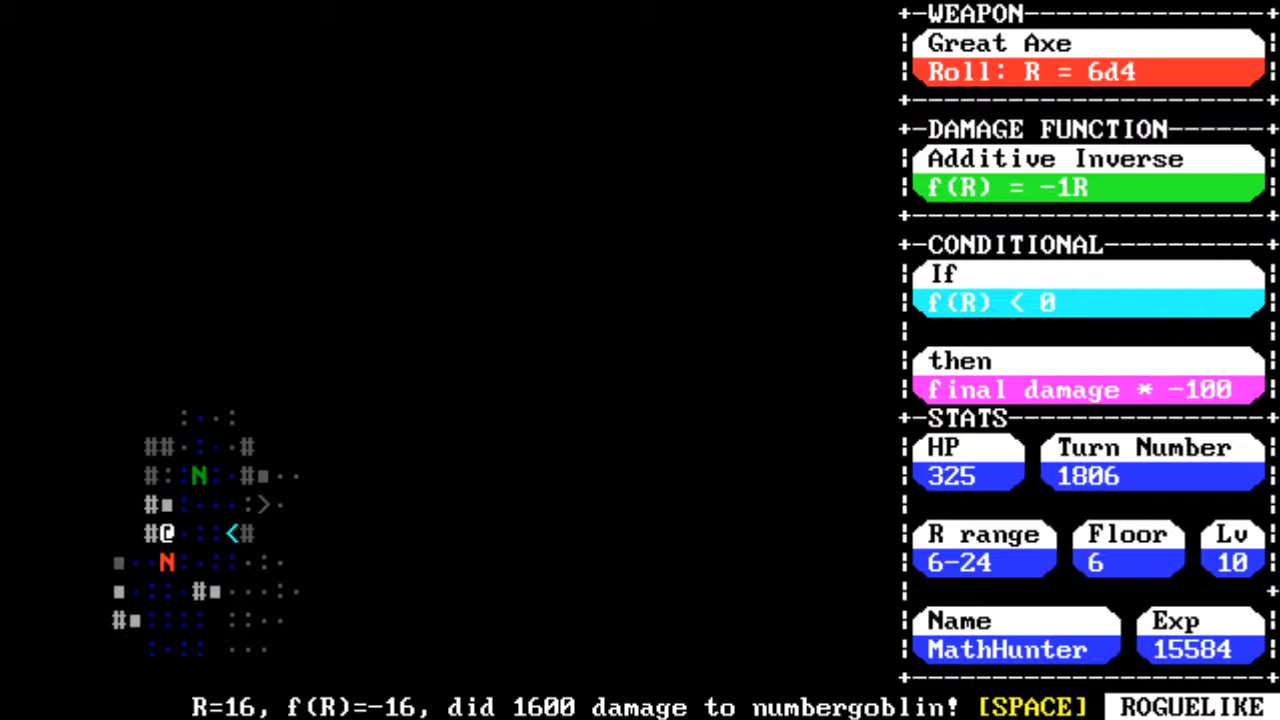 WEAPON
Great Axe
Roll: R = 6d4
DAMAGE FUNCTION
Additive Inverse
f(R) = -1R
CONDITIONAL
If
f(R) < 0
then
final damage * -100
STATS
HP
325
Turn Number
1806
R range
6-24
Floor
6
Lv
10
Name
MathHunter
Exp
15584
: . . :
## . : . #
# : : N : . # ■ . .
# ■ : . . . : > .
# @ . : : < #
■ . . N : . : . . : .
■ . : : # ■ . . . : .
# ■ : : : : : : . .
: . : : . . .
R=16, f(R)=-16, did 1600 damage to numbergoblin! [SPACE] ROGUELIKE